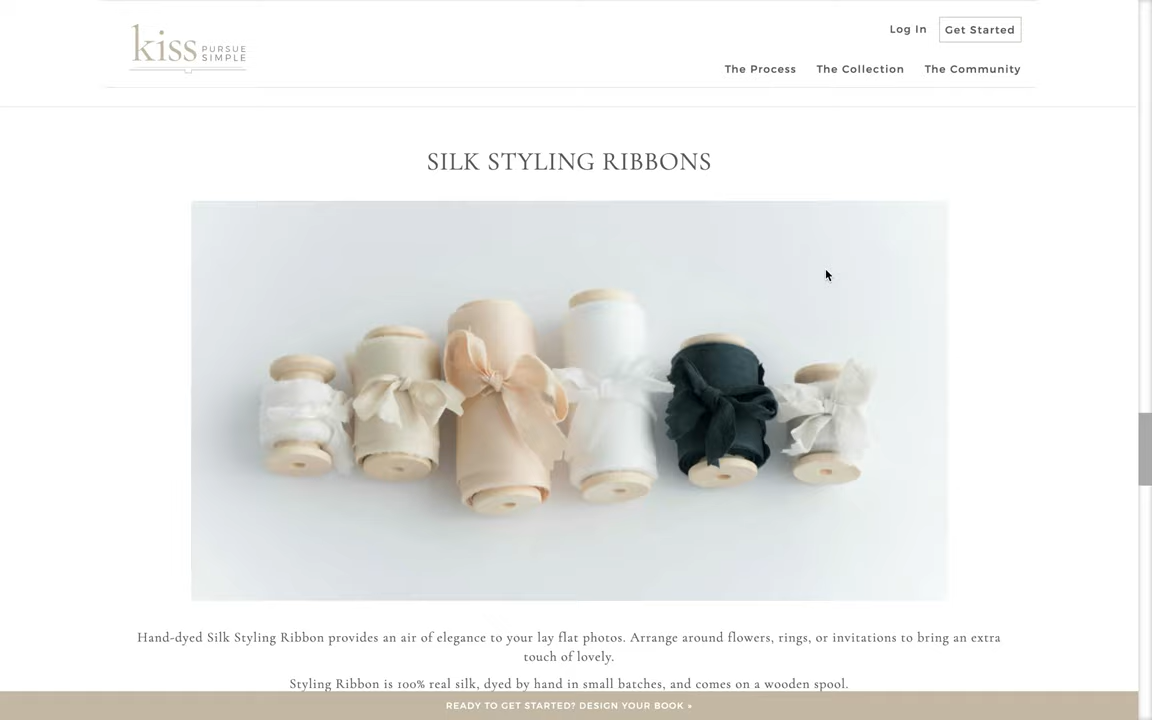 kiss PURSUE SIMPLE
Log In
Get Started
The Process
The Collection
The Community
SILK STYLING RIBBONS
Hand-dyed Silk Styling Ribbon provides an air of elegance to your lay flat photos. Arrange around flowers, rings, or invitations to bring an extra
touch of lovely.
Styling Ribbon is 100% real silk, dyed by hand in small batches, and comes on a wooden spool.
READY TO GET STARTED? DESIGN YOUR BOOK »